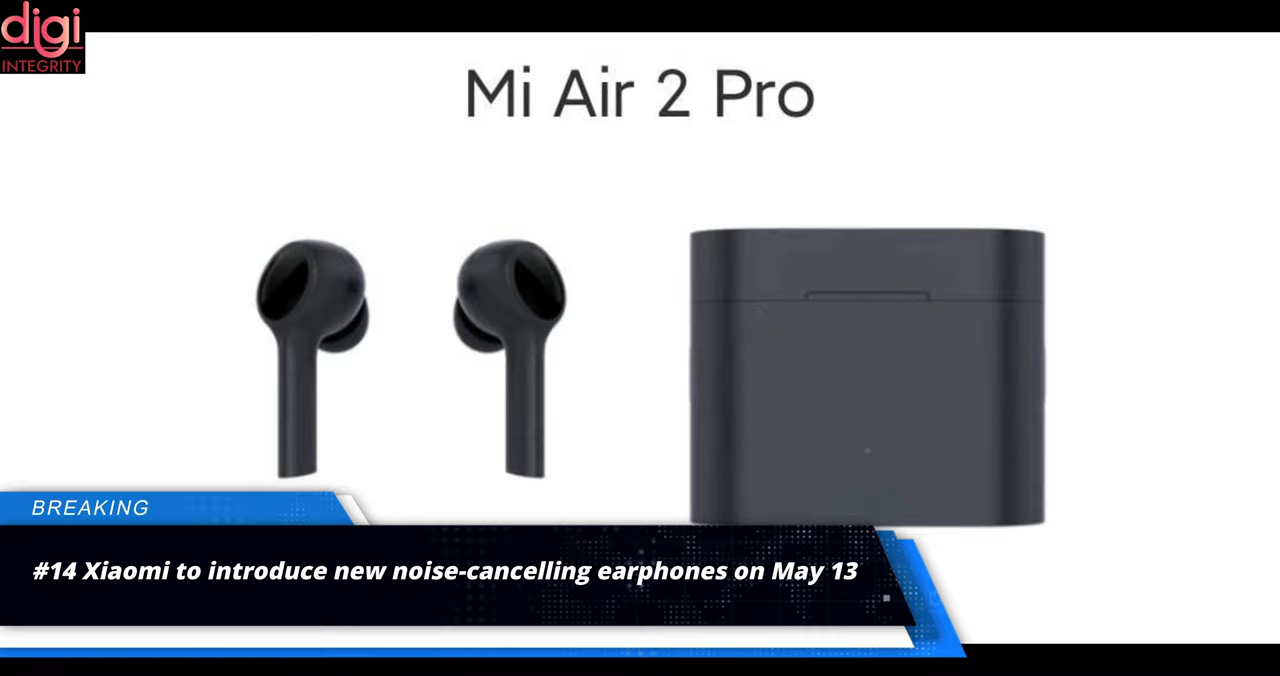 digi
INTEGRITY
Mi Air 2 Pro
BREAKING
#14 Xiaomi to introduce new noise-cancelling earphones on May 13